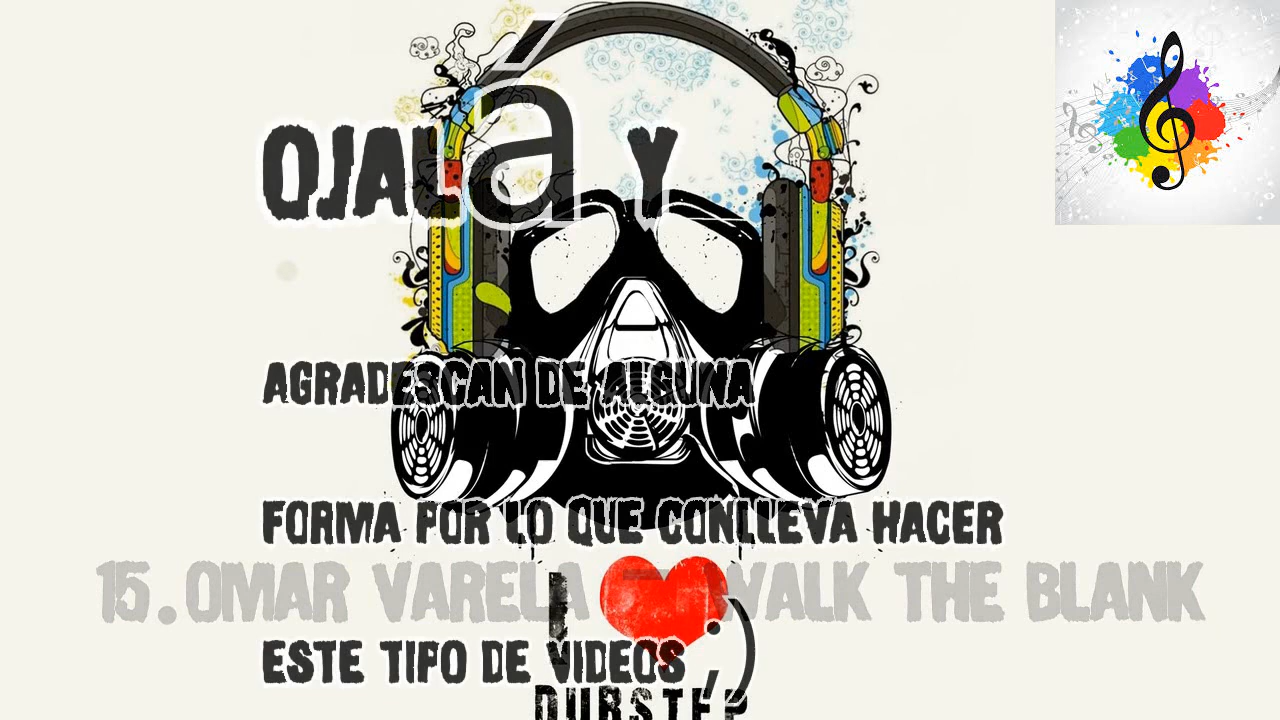 OJALá Y
AGRADESCAN DE ALGUNA
FORMA POR LO QUE CONLLEVA HACER
15.OMAR VARELA - WALK THE BLANK
I ❤
ESTE TIPO DE VIDEOS ;)
DUBSTEP